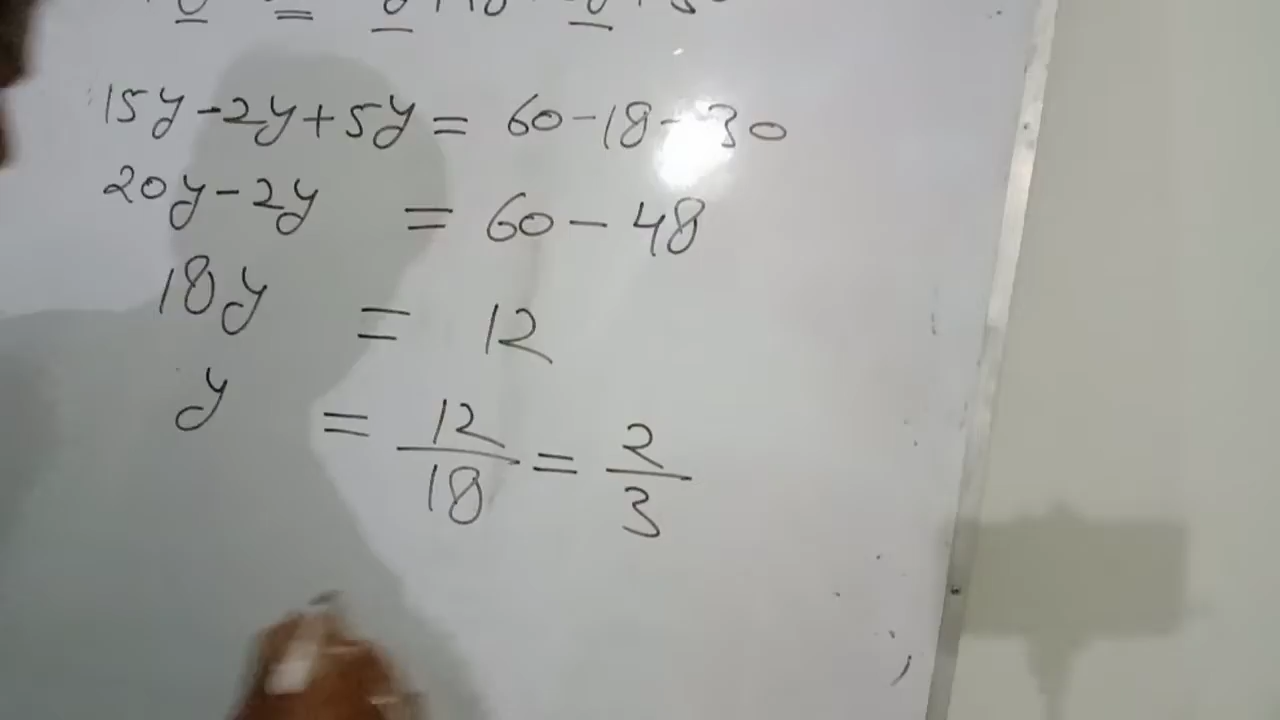 15y-2y+5y = 60-18-30
20y-2y = 60-48
18y = 12
y = 12/18 = 2/3